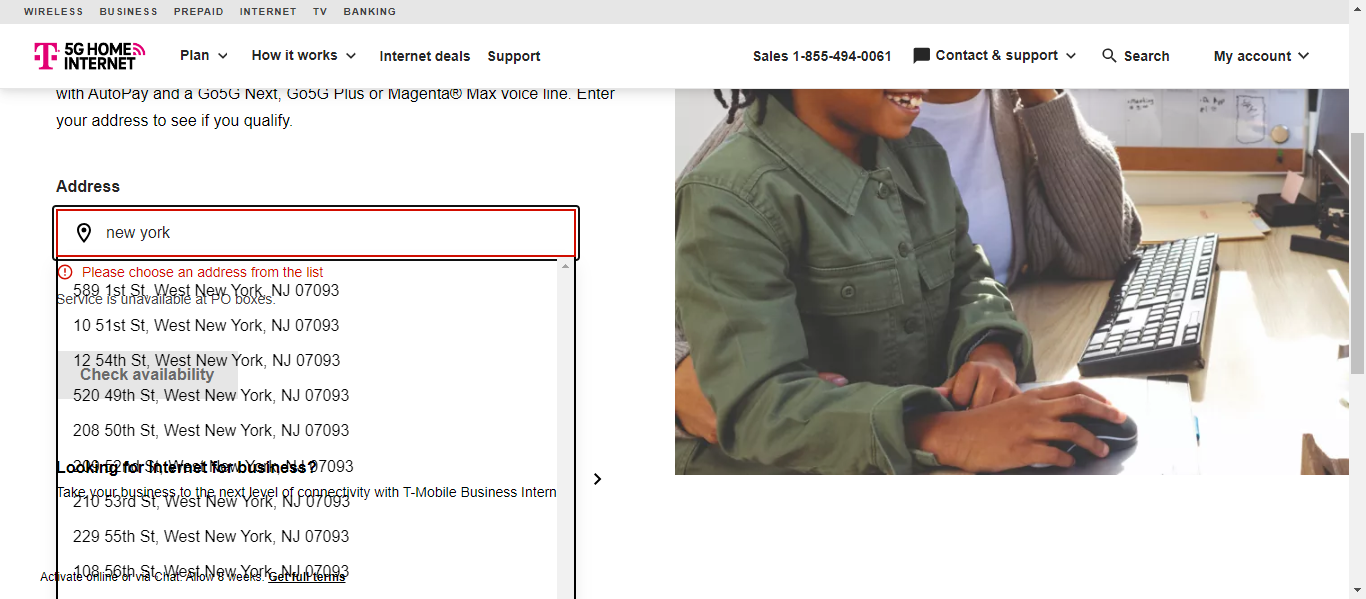 WIRELESS BUSINESS PREPAID INTERNET TV BANKING
T 5G HOME INTERNET
Plan How it works Internet deals Support Sales 1-855-494-0061 Contact & support Search My account
with AutoPay and a Go5G Next, Go5G Plus or Magenta® Max voice line. Enter
your address to see if you qualify.
Address
new york
Please choose an address from the list
589 1st St, West New York, NJ 07093
Service is unavailable at PO boxes.
10 51st St, West New York, NJ 07093
12 54th St, West New York, NJ 07093
Check availability
520 49th St, West New York, NJ 07093
208 50th St, West New York, NJ 07093
209 52nd St, West New York, NJ 07093
Looking for Internet for business?
Take your business to the next level of connectivity with T-Mobile Business Intern
210 53rd St, West New York, NJ 07093
229 55th St, West New York, NJ 07093
108 56th St, West New York, NJ 07093
Activate online or via Chat. Allow 8 weeks. Get full terms